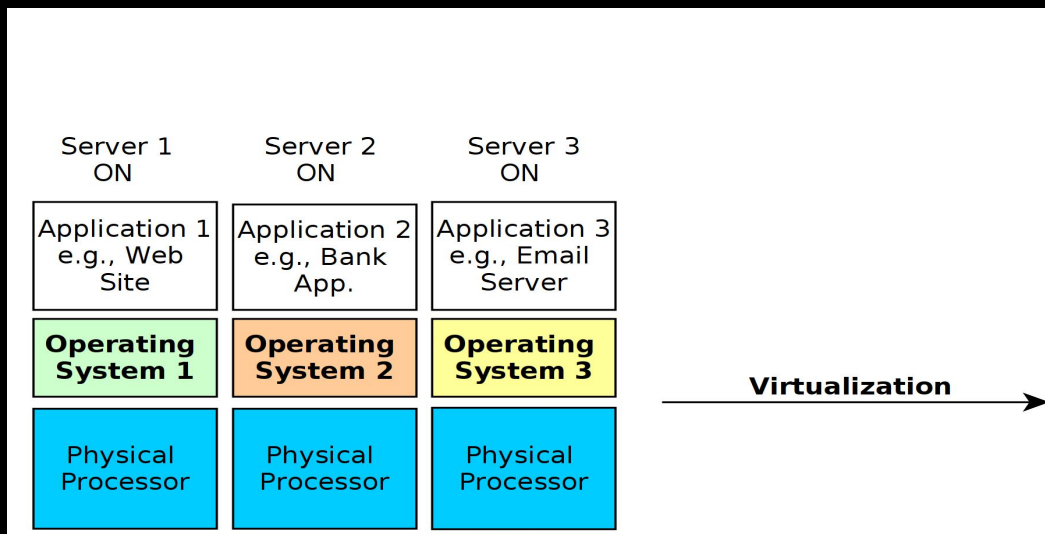 Server 1
ON
Server 2
ON
Server 3
ON
Application 1
e.g., Web
Site
Application 2
e.g., Bank
App.
Application 3
e.g., Email
Server
Operating
System 1
Operating
System 2
Operating
System 3
Virtualization
Physical
Processor
Physical
Processor
Physical
Processor